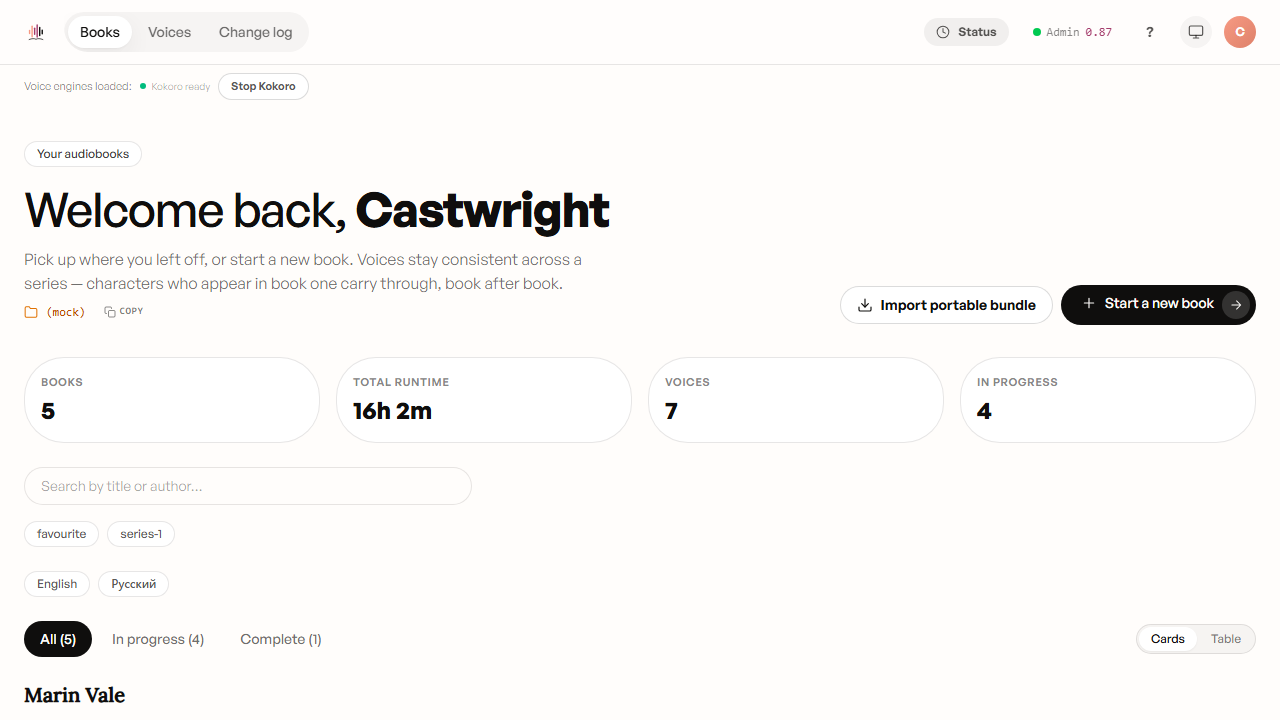 Books Voices Change log
Status Admin 0.87 ? C
Voice engines loaded: Kokoro ready Stop Kokoro
Your audiobooks
Welcome back, Castwright
Pick up where you left off, or start a new book. Voices stay consistent across a
series — characters who appear in book one carry through, book after book.
(mock) COPY
Import portable bundle
Start a new book
BOOKS
5
TOTAL RUNTIME
16h 2m
VOICES
7
IN PROGRESS
4
Search by title or author...
favourite series-1
English Русский
All (5) In progress (4) Complete (1)
Cards Table
Marin Vale